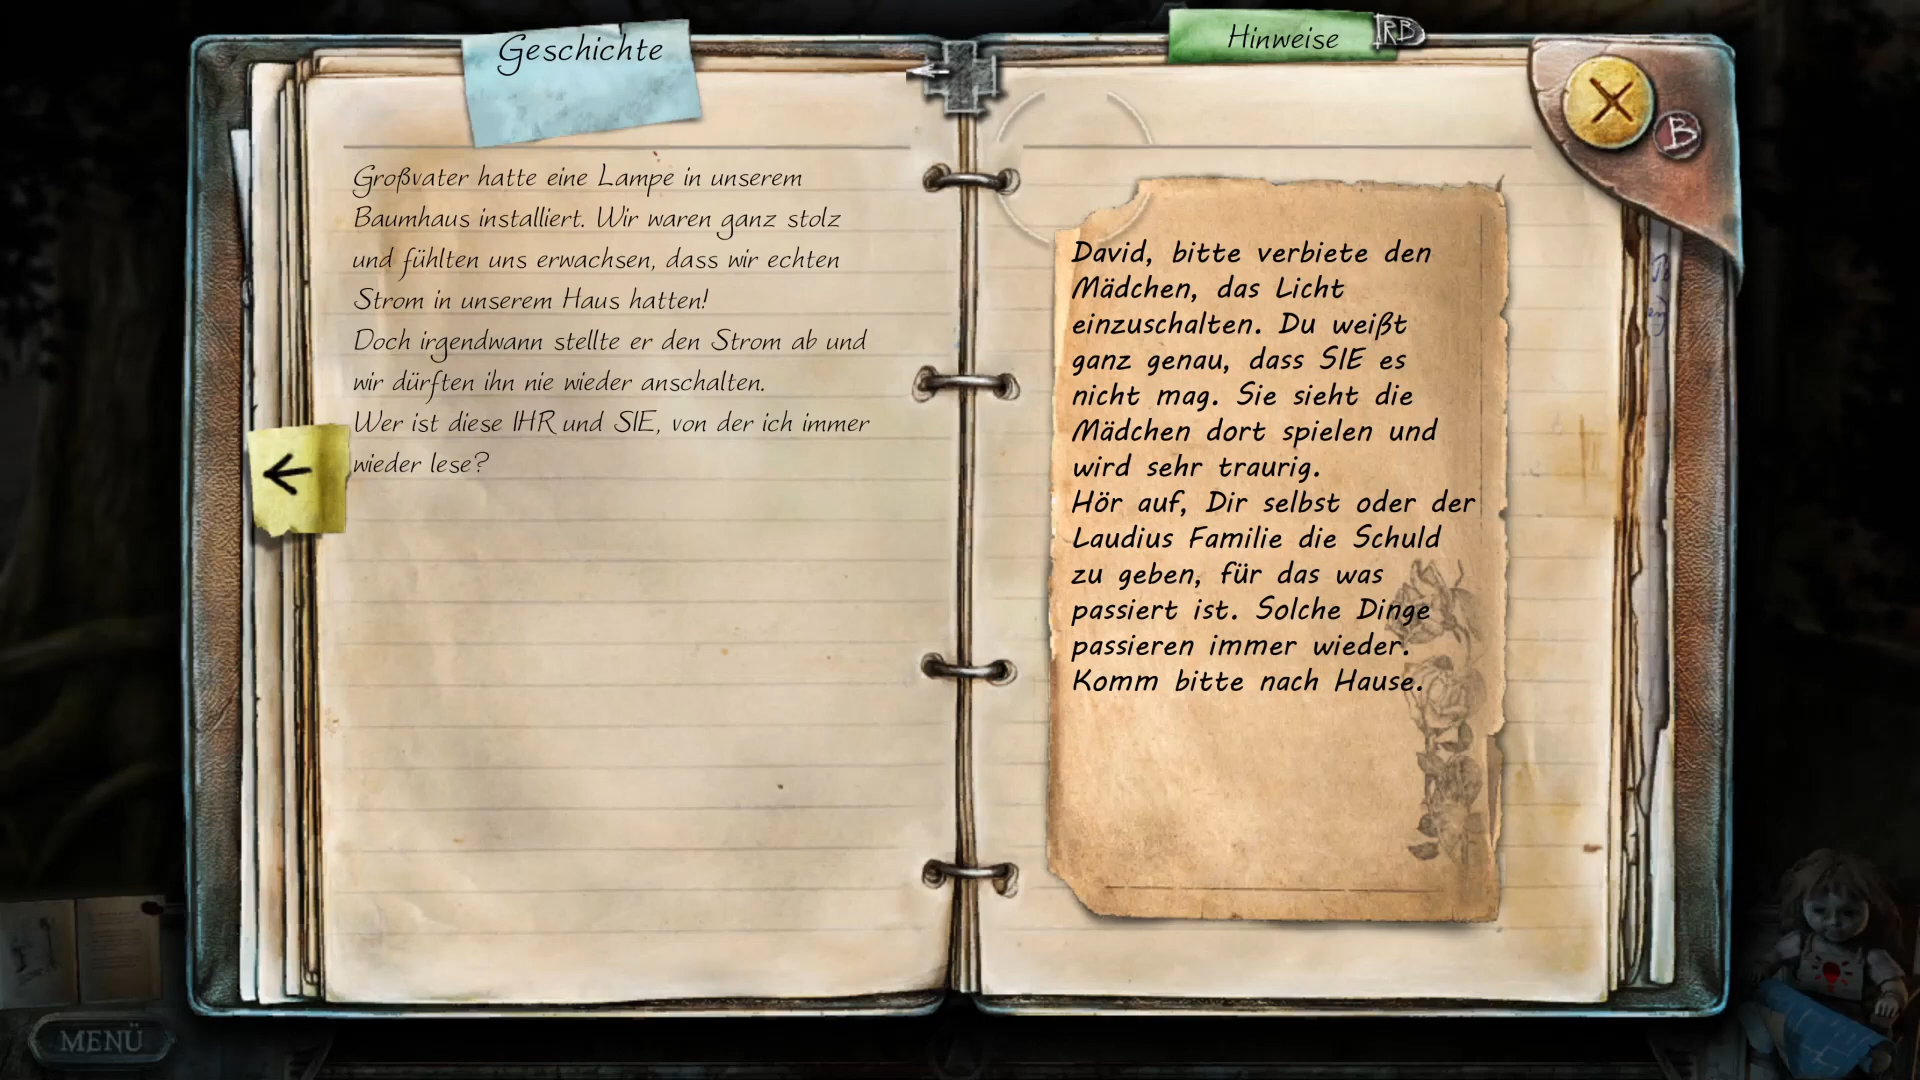 Geschichte
Großvater hatte eine Lampe in unserem
Baumhaus installiert. Wir waren ganz stolz
und fühlten uns erwachsen, dass wir echten
Strom in unserem Haus hatten!
Doch irgendwann stellte er den Strom ab und
wir dürften ihn nie wieder anschalten.
Wer ist diese IHR und SIE, von der ich immer
wieder lese?
Hinweise
RB
B
David, bitte verbiete den
Mädchen, das Licht
einzuschalten. Du weißt
ganz genau, dass SIE es
nicht mag. Sie sieht die
Mädchen dort spielen und
wird sehr traurig.
Hör auf, Dir selbst oder der
Laudius Familie die Schuld
zu geben, für das was
passiert ist. Solche Dinge
passieren immer wieder.
Komm bitte nach Hause.
MENÜ